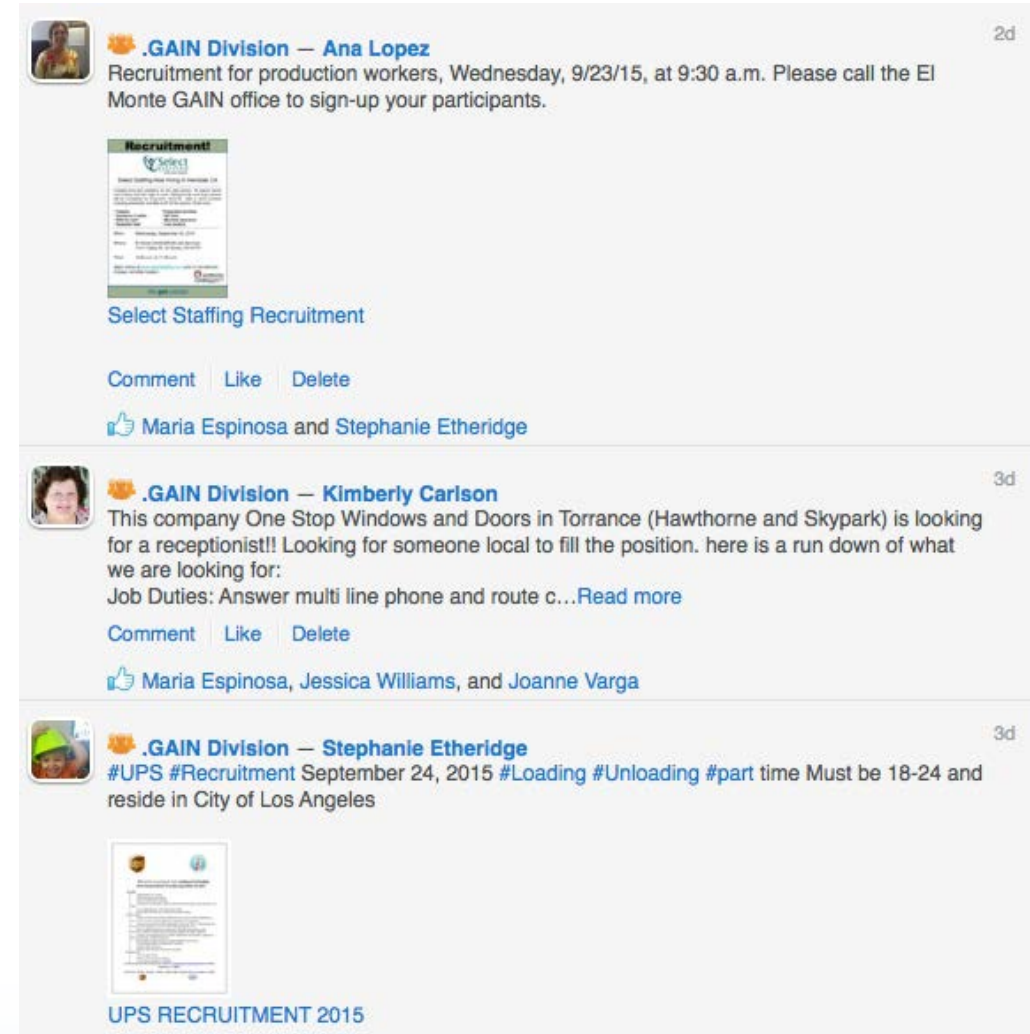 2d
.GAIN Division — Ana Lopez
Recruitment for production workers, Wednesday, 9/23/15, at 9:30 a.m. Please call the El
Monte GAIN office to sign-up your participants.
Recruitment!
Select
Select Staffing Recruitment
Comment Like Delete
Maria Espinosa and Stephanie Etheridge
3d
.GAIN Division — Kimberly Carlson
This company One Stop Windows and Doors in Torrance (Hawthorne and Skypark) is looking
for a receptionist!! Looking for someone local to fill the position. here is a run down of what
we are looking for:
Job Duties: Answer multi line phone and route c...Read more
Comment Like Delete
Maria Espinosa, Jessica Williams, and Joanne Varga
3d
.GAIN Division — Stephanie Etheridge
#UPS #Recruitment September 24, 2015 #Loading #Unloading #part time Must be 18-24 and
reside in City of Los Angeles
UPS RECRUITMENT 2015